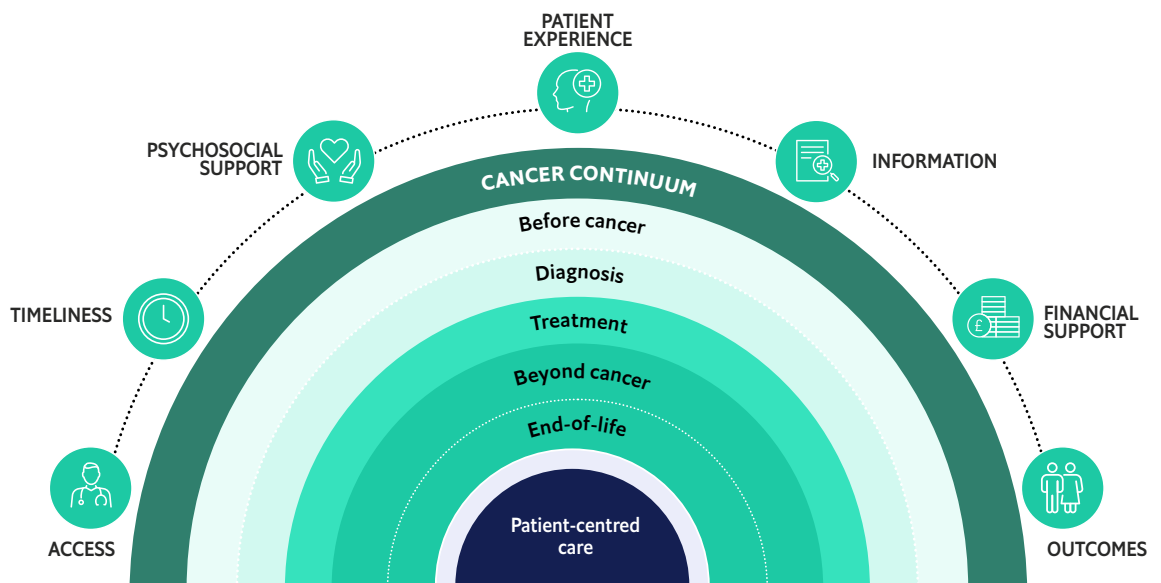 PATIENT
EXPERIENCE
PSYCHOSOCIAL
SUPPORT
INFORMATION
TIMELINESS
FINANCIAL
SUPPORT
£
ACCESS
OUTCOMES
CANCER CONTINUUM
Before cancer
Diagnosis
Treatment
Beyond cancer
End-of-life
Patient-centred
care